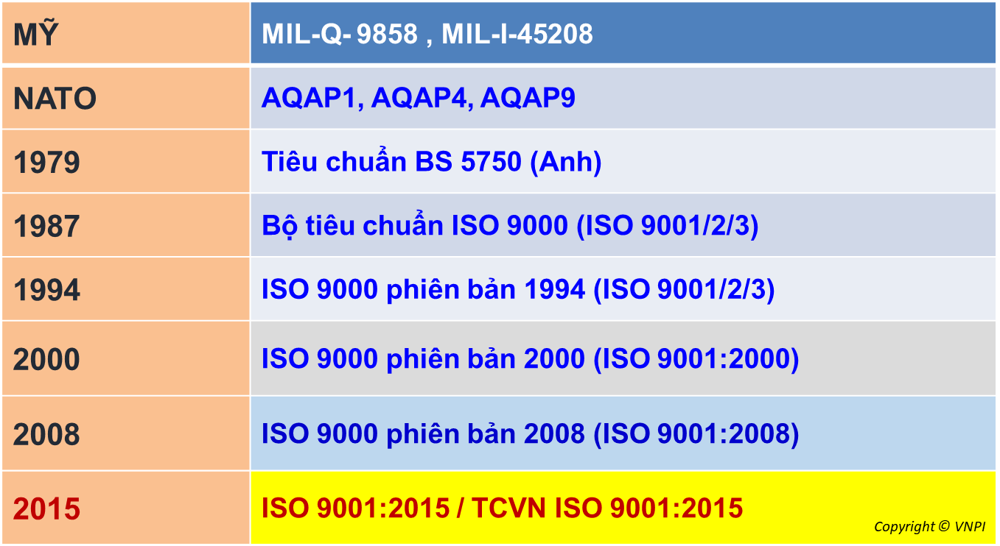 MỸ MIL-Q- 9858 , MIL-I-45208
NATO AQAP1, AQAP4, AQAP9
1979 Tiêu chuẩn BS 5750 (Anh)
1987 Bộ tiêu chuẩn ISO 9000 (ISO 9001/2/3)
1994 ISO 9000 phiên bản 1994 (ISO 9001/2/3)
2000 ISO 9000 phiên bản 2000 (ISO 9001:2000)
2008 ISO 9000 phiên bản 2008 (ISO 9001:2008)
2015 ISO 9001:2015 / TCVN ISO 9001:2015
Copyright © VNPI